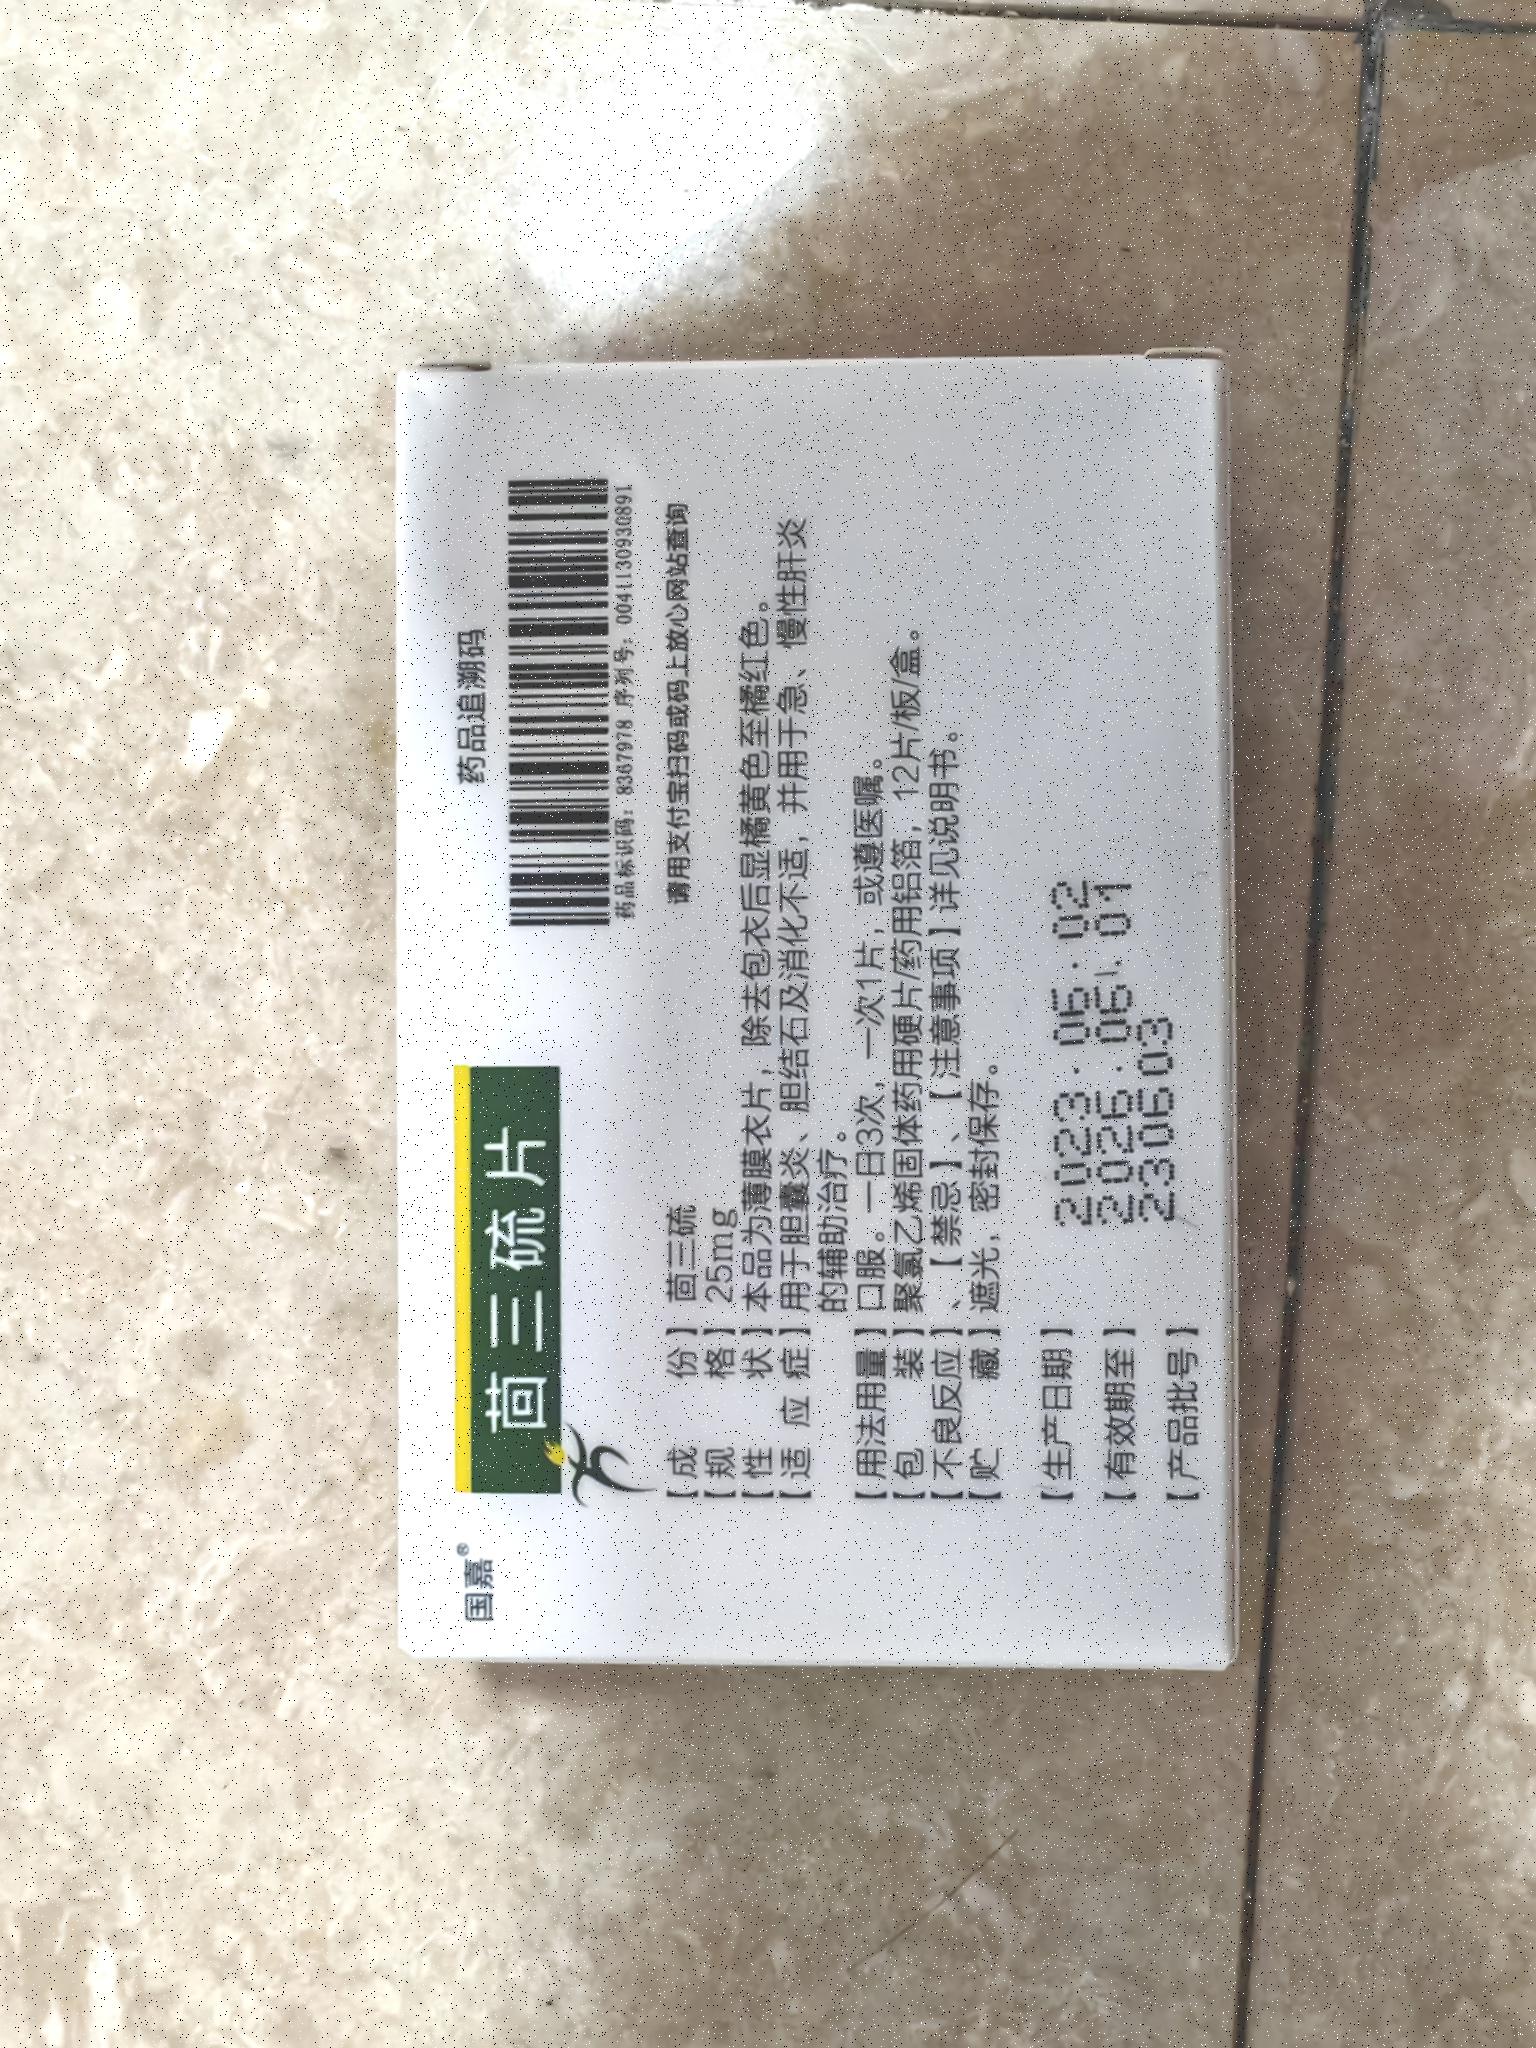 国嘉®
茴三硫片
药品追溯码
药品标识码: 8367978 序列号: 0041130930891
请用支付宝扫码或码上放心网站查询
【成份】茴三硫
【规格】25mg
【性状】本品为薄膜衣片，除去包衣后显橘黄色至橘红色。
【适应症】用于胆囊炎、胆结石及消化不适，并用于急、慢性肝炎
的辅助治疗。
【用法用量】口服。一日3次，一次1片，或遵医嘱。
【包装】聚氯乙烯固体药用硬片/药用铝箔，12片/板/盒。
【不良反应】、【禁忌】、【注意事项】详见说明书。
【贮藏】遮光，密封保存。
【生产日期】2023.06.02
【有效期至】2026.06.01
【产品批号】230603